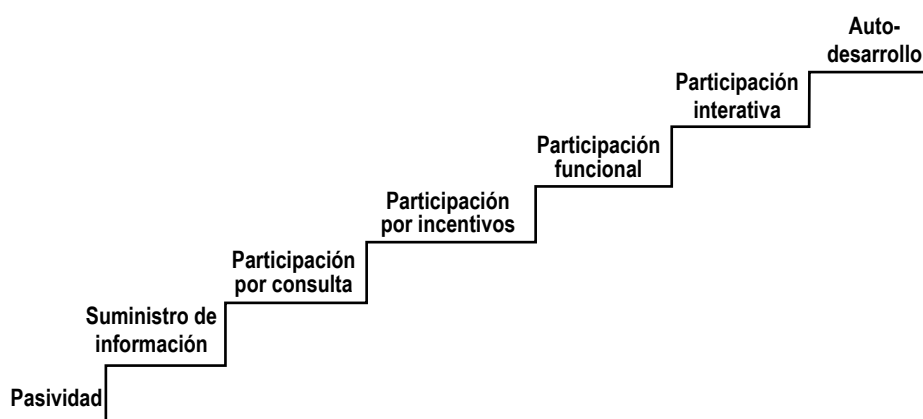 Auto-
desarrollo
Participación
interativa
Participación
funcional
Participación
por incentivos
Participación
por consulta
Suministro de
información
Pasividad